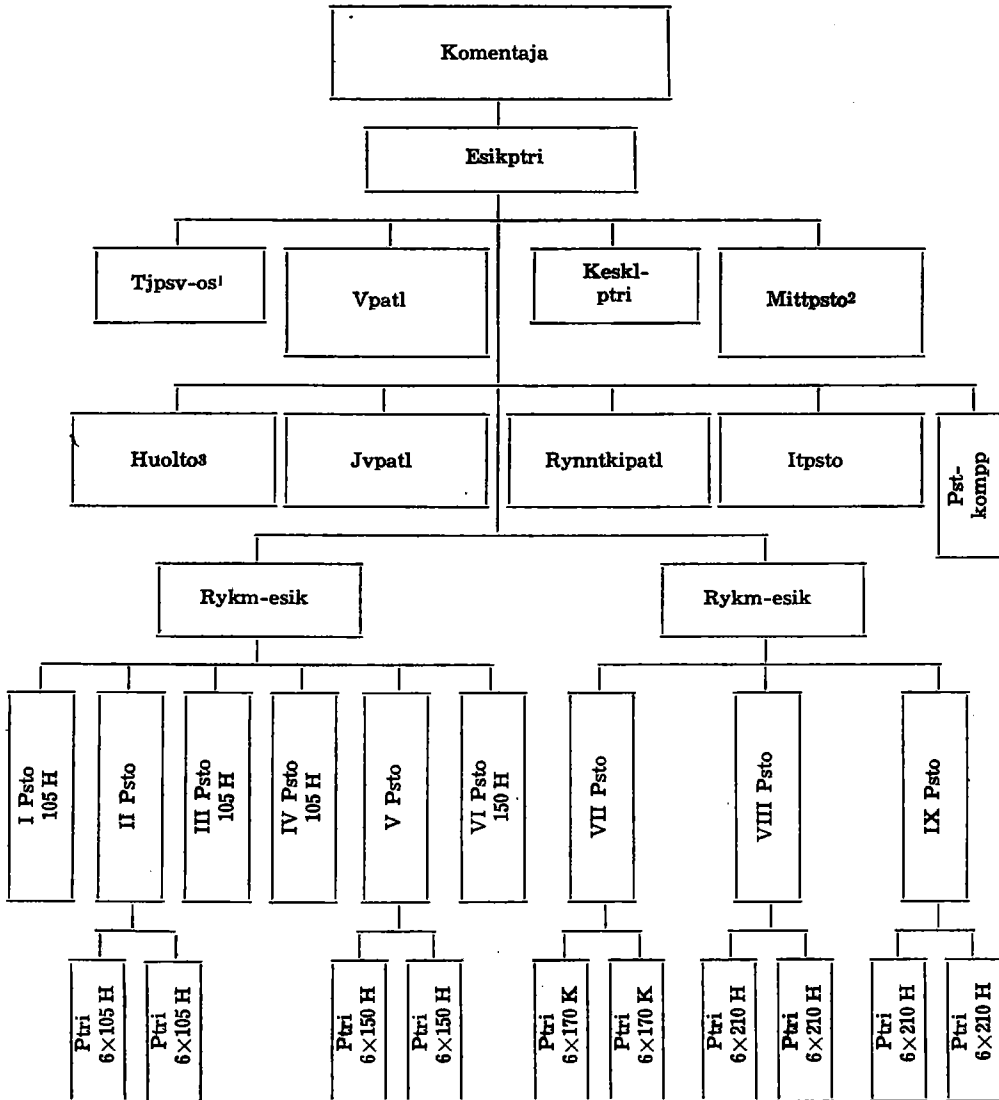 Komentaja
Esikptri
Tjpsv-os¹
Vpatl
Keskl-
ptri
Mittpsto²
Huolto³
Jvpatl
Rynntkipatl
Itpsto
Pst-
kompp
Rykm-esik
Rykm-esik
I Psto
105 H
II Psto
III Psto
105 H
IV Psto
105 H
V Psto
VI Psto
150 H
VII Psto
VIII Psto
IX Psto
Ptri
6×105 H
Ptri
6×105 H
Ptri
6×150 H
Ptri
6×150 H
Ptri
6×170 K
Ptri
6×170 K
Ptri
6×210 H
Ptri
6×210 H
Ptri
6×210 H
Ptri
6×210 H